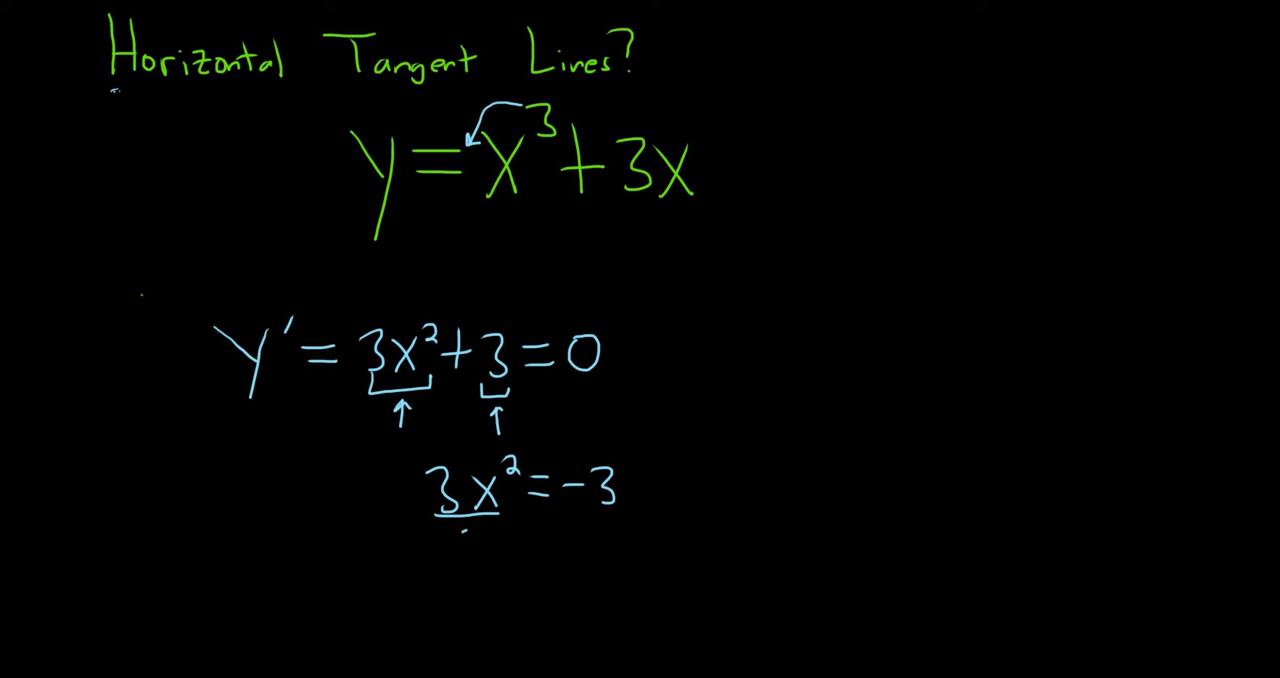 Horizontal Tangent Lines?
y = x³ + 3x
y' = 3x² + 3 = 0
3x² = -3